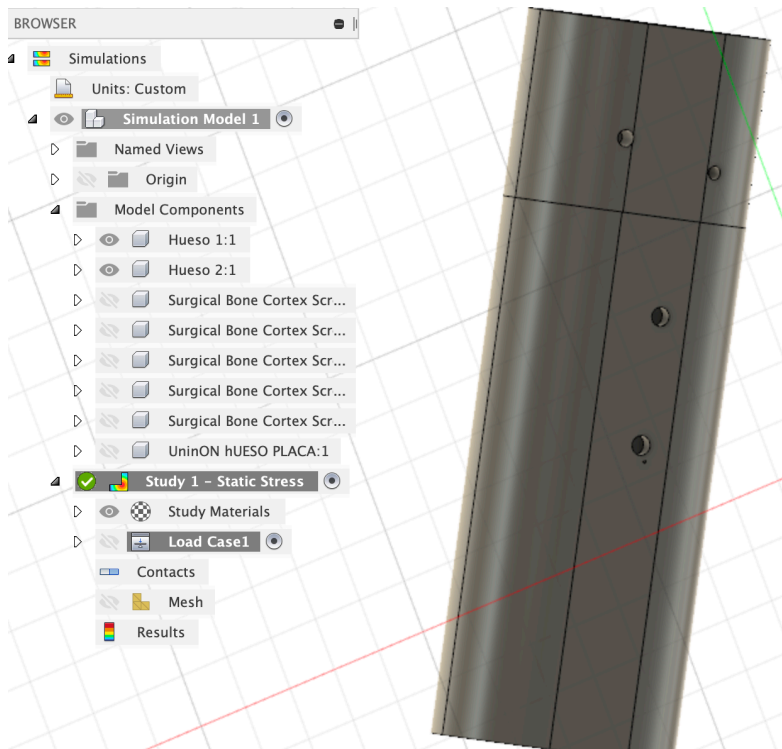 BROWSER
Simulations
Units: Custom
Simulation Model 1
Named Views
Origin
Model Components
Hueso 1:1
Hueso 2:1
Surgical Bone Cortex Scr...
Surgical Bone Cortex Scr...
Surgical Bone Cortex Scr...
Surgical Bone Cortex Scr...
Surgical Bone Cortex Scr...
UninON hUESO PLACA:1
Study 1 - Static Stress
Study Materials
Load Case1
Contacts
Mesh
Results